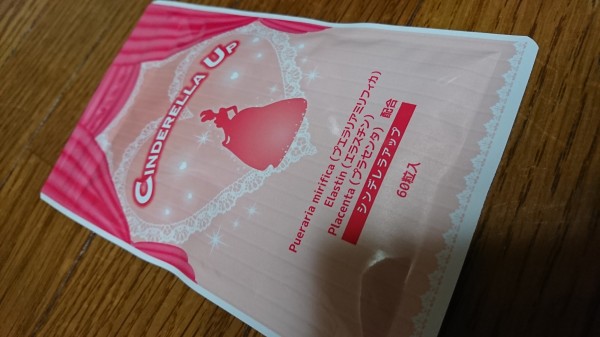 CINDERELLA UP
Pueraria mirifica (プエラリアミリフィカ)
Elastin (エラスチン)
Placenta (プラセンタ) 配合
シンデレラアップ
60粒入